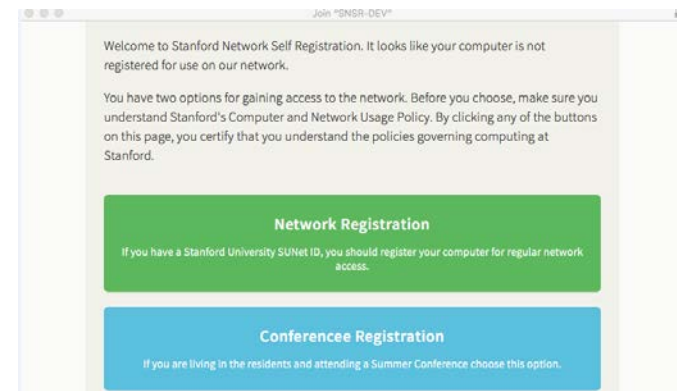 Join "SNSR-DEV"
Welcome to Stanford Network Self Registration. It looks like your computer is not
registered for use on our network.
You have two options for gaining access to the network. Before you choose, make sure you
understand Stanford's Computer and Network Usage Policy. By clicking any of the buttons
on this page, you certify that you understand the policies governing computing at
Stanford.
Network Registration
If you have a Stanford University SUNet ID, you should register your computer for regular network
access.
Conferencee Registration
If you are living in the residents and attending a Summer Conference choose this option.